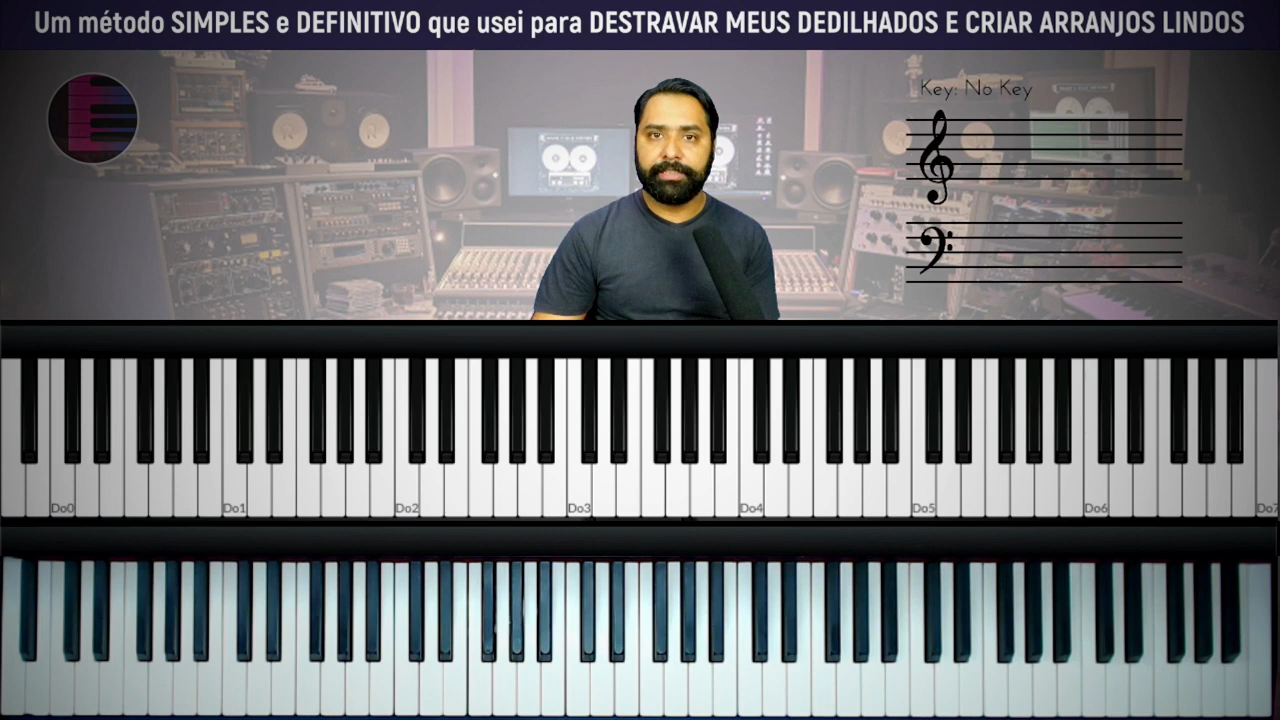 Um método SIMPLES e DEFINITIVO que usei para DESTRAVAR MEUS DEDILHADOS E CRIAR ARRANJOS LINDOS
Key: No Key
Do0 Do1 Do2 Do3 Do4 Do5 Do6 Do7